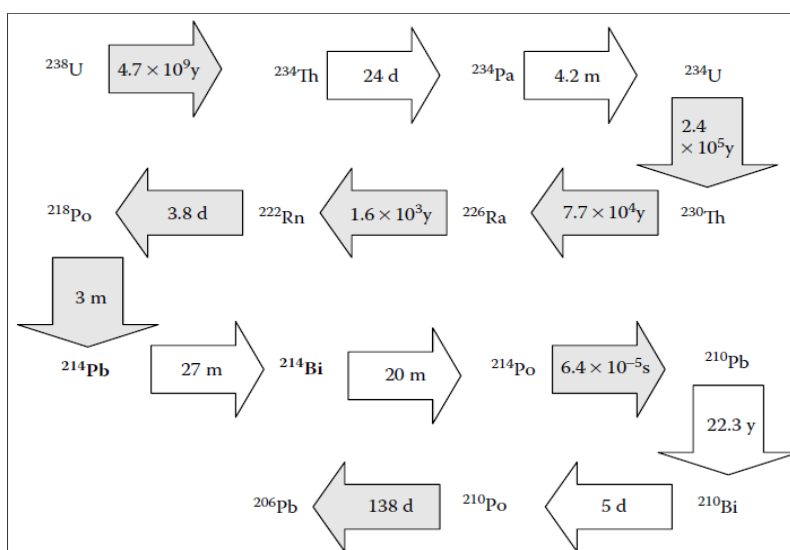 ²³⁸U 4.7 × 10⁹y ²³⁴Th 24 d ²³⁴Pa 4.2 m ²³⁴U
2.4
× 10⁵y
²¹⁸Po 3.8 d ²²²Rn 1.6 × 10³y ²²⁶Ra 7.7 × 10⁴y ²³⁰Th
3 m
²¹⁴Pb 27 m ²¹⁴Bi 20 m ²¹⁴Po 6.4 × 10⁻⁵s ²¹⁰Pb
22.3 y
²⁰⁶Pb 138 d ²¹⁰Po 5 d ²¹⁰Bi